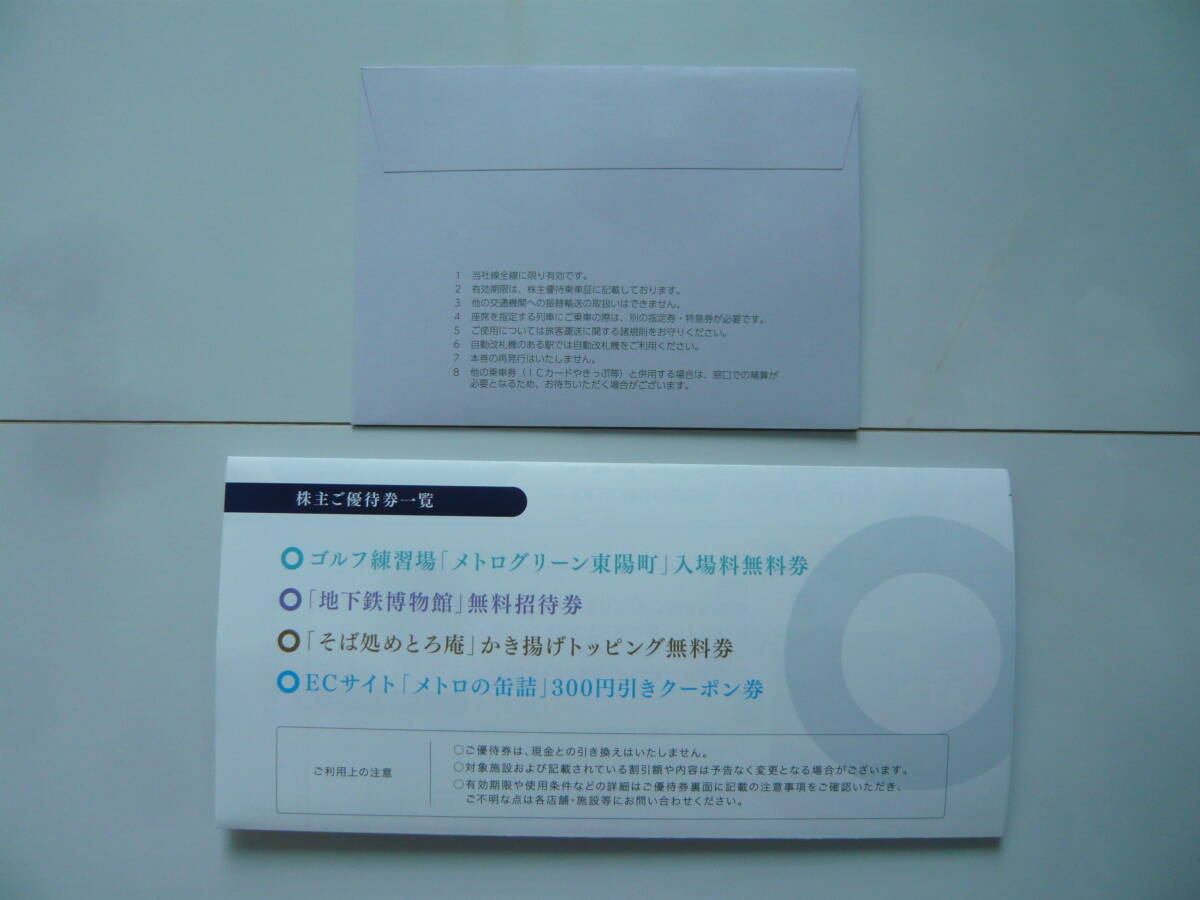 1 当社線全線に限り有効です。
2 有効期限は、株主優待乗車証に記載しております。
3 他の交通機関への振替輸送の取扱いはできません。
4 座席を指定する列車にご乗車の際は、別の指定券・特急券が必要です。
5 ご使用については旅客運送に関する諸規則をお守りください。
6 自動改札機のある駅では自動改札機をご利用ください。
7 本券の再発行はいたしません。
8 他の乗車券（ICカードやきっぷ等）と併用する場合は、窓口での精算が
必要となるため、お待ちいただく場合がございます。
株主ご優待券一覧
ゴルフ練習場「メトログリーン東陽町」入場料無料券
「地下鉄博物館」無料招待券
「そば処めとろ庵」かき揚げトッピング無料券
ECサイト「メトロの缶詰」300円引きクーポン券
ご利用上の注意
○ご優待券は、現金との引き換えはいたしません。
○対象施設および記載されている割引額や内容は予告なく変更となる場合がございます。
○有効期限や使用条件などの詳細はご優待券裏面に記載の注意事項をご確認いただき、
ご不明な点は各店舗・施設等にお問い合わせください。